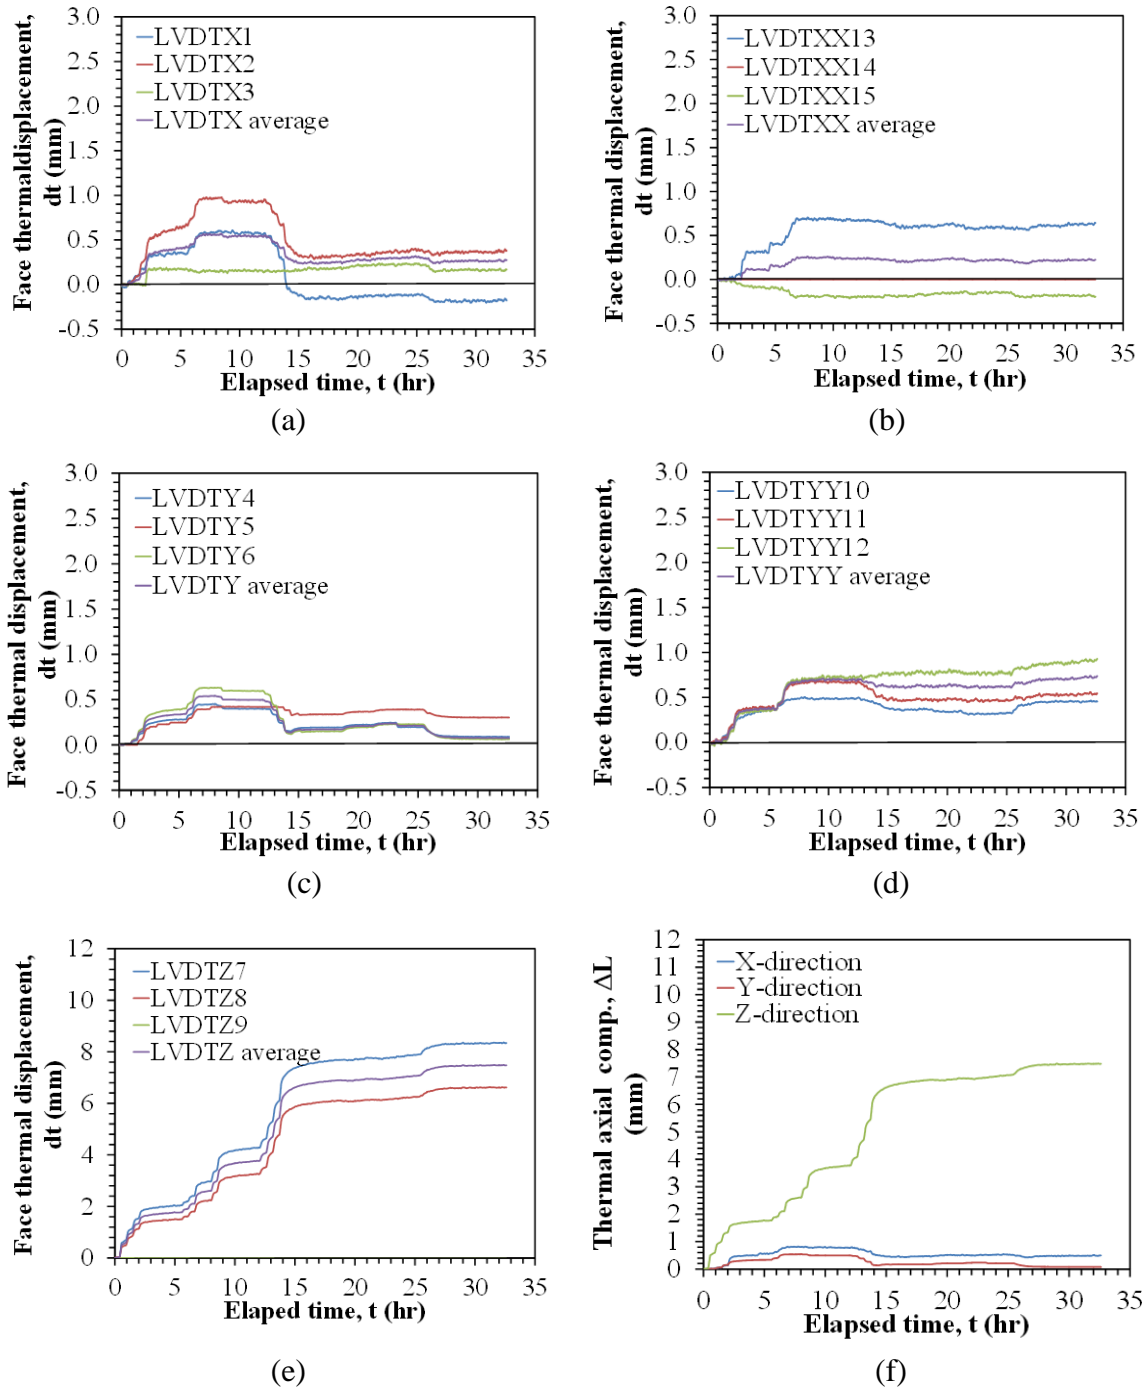 Face thermaldisplacement,
dt (mm)
3.0
2.5
2.0
1.5
1.0
0.5
0.0
-0.5
LVDTX1
LVDTX2
LVDTX3
LVDTX average
0 5 10 15 20 25 30 35
Elapsed time, t (hr)
(a)
Face thermal displacement,
dt (mm)
3.0
2.5
2.0
1.5
1.0
0.5
0.0
-0.5
LVDTXX13
LVDTXX14
LVDTXX15
LVDTXX average
0 5 10 15 20 25 30 35
Elapsed time, t (hr)
(b)
Face thermal displacement,
dt (mm)
3.0
2.5
2.0
1.5
1.0
0.5
0.0
-0.5
LVDTY4
LVDTY5
LVDTY6
LVDTY average
0 5 10 15 20 25 30 35
Elapsed time, t (hr)
(c)
Face thermal displacement,
dt (mm)
3.0
2.5
2.0
1.5
1.0
0.5
0.0
-0.5
LVDTYY10
LVDTYY11
LVDTYY12
LVDTYY average
0 5 10 15 20 25 30 35
Elapsed time, t (hr)
(d)
Face thermal displacement,
dt (mm)
12
10
8
6
4
2
0
LVDTZ7
LVDTZ8
LVDTZ9
LVDTZ average
0 5 10 15 20 25 30 35
Elaped time, t (hr)
(e)
Thermal axial comp., ΔL
(mm)
12
11
10
9
8
7
6
5
4
3
2
1
0
X-direction
Y-direction
Z-direction
0 5 10 15 20 25 30 35
Elapsed time, t (hr)
(f)